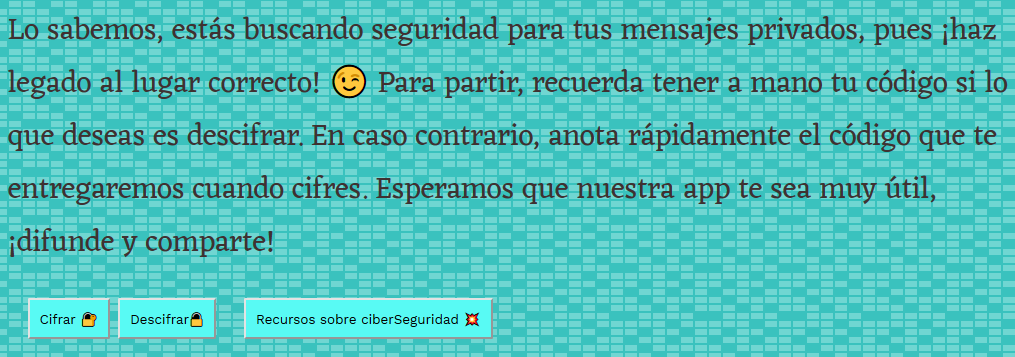 Lo sabemos, estás buscando seguridad para tus mensajes privados, pues ¡haz
legado al lugar correcto! 😉 Para partir, recuerda tener a mano tu código si lo
que deseas es descifrar. En caso contrario, anota rápidamente el código que te
entregaremos cuando cifres. Esperamos que nuestra app te sea muy útil,
¡difunde y comparte!
Cifrar 🔐 Descifrar🔒 Recursos sobre ciberSeguridad 💥